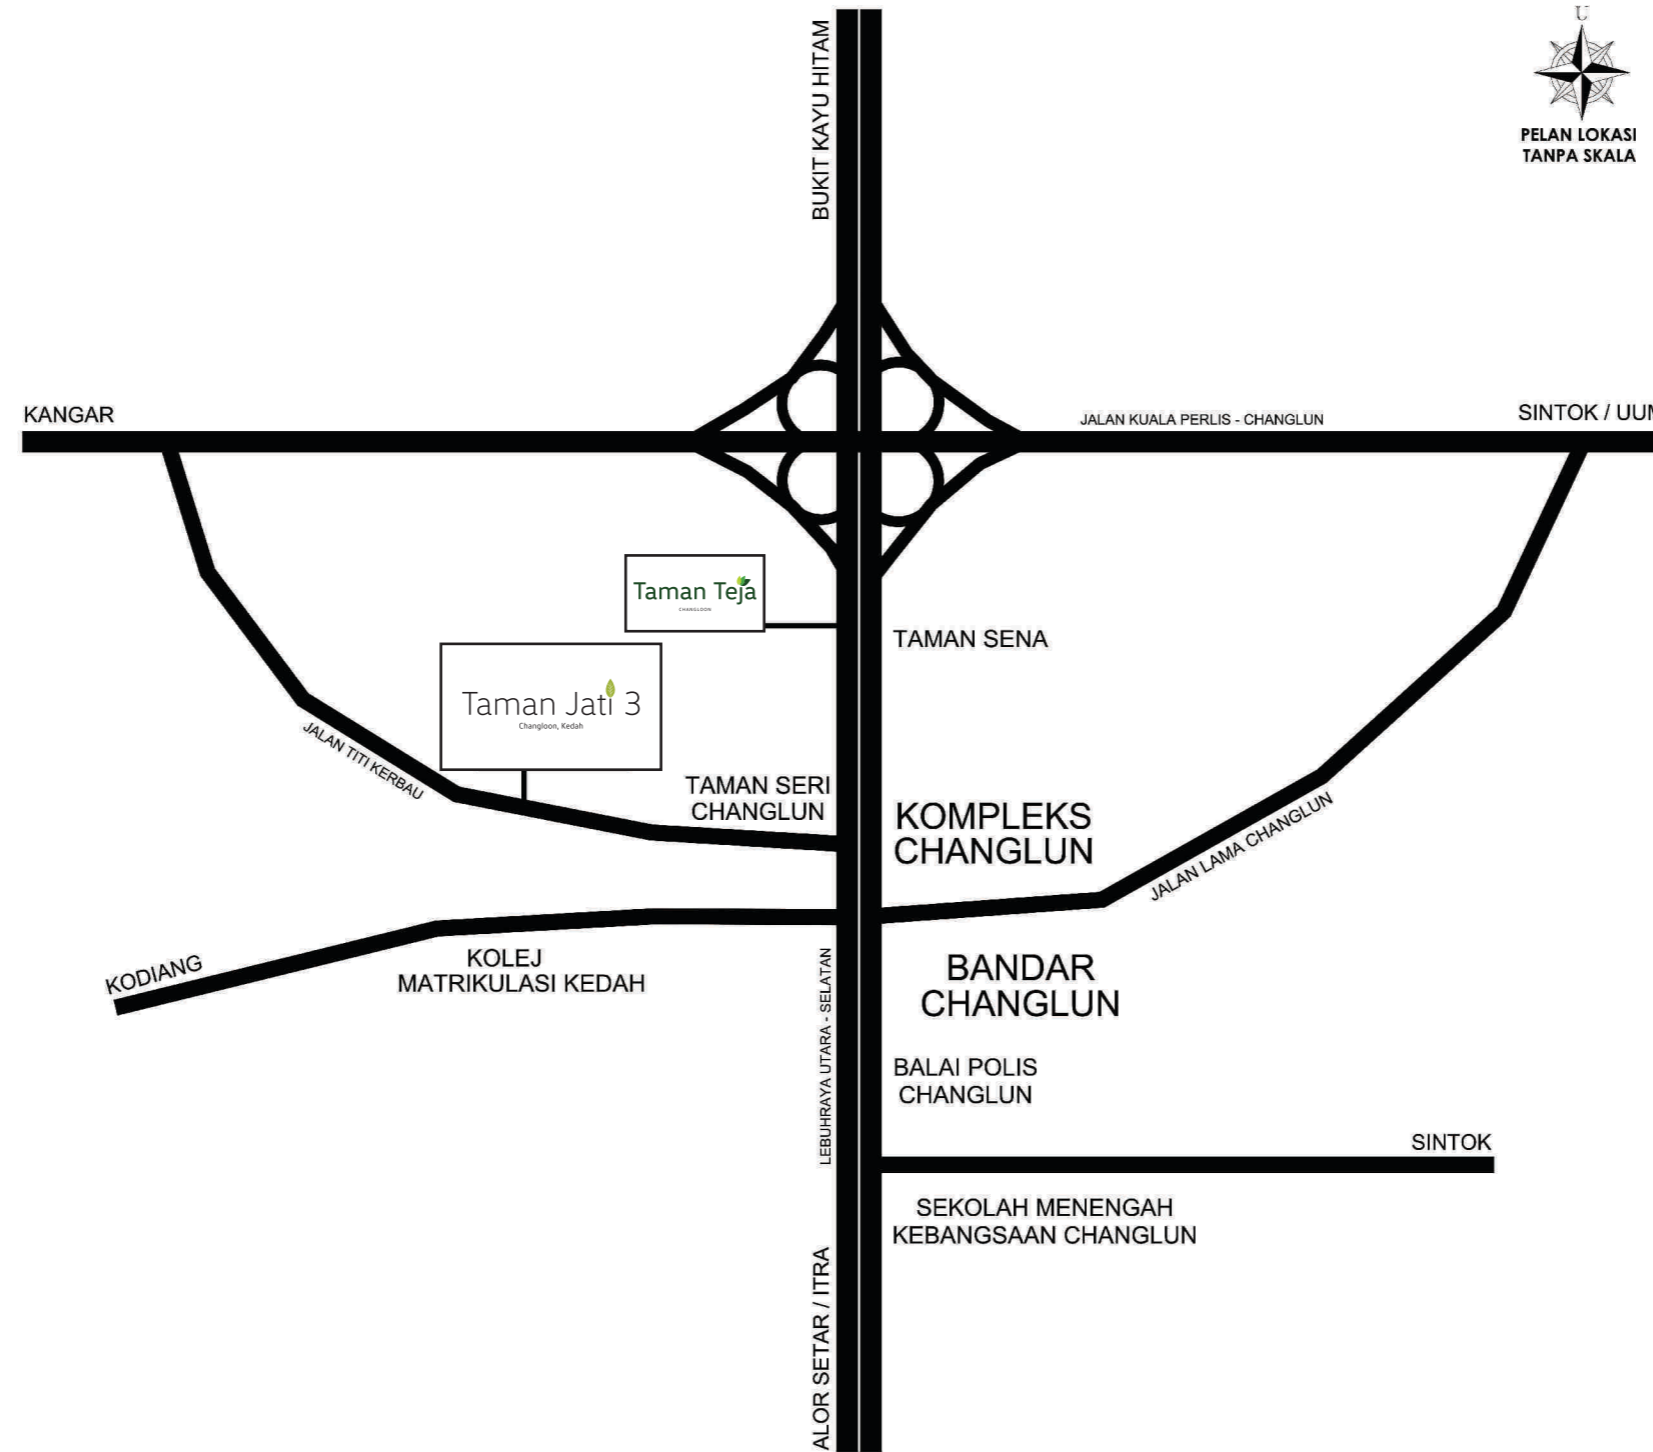 U
PELAN LOKASI
TANPA SKALA
BUKIT KAYU HITAM
KANGAR
JALAN KUALA PERLIS - CHANGLUN
SINTOK / UUM
Taman Teja
CHANGLOON
TAMAN SENA
Taman Jati 3
Changloon, Kedah
JALAN TITI KERBAU
TAMAN SERI
CHANGLUN
KOMPLEKS
CHANGLUN
JALAN LAMA CHANGLUN
KODIANG
KOLEJ
MATRIKULASI KEDAH
LEBUHRAYA UTARA - SELATAN
BANDAR
CHANGLUN
BALAI POLIS
CHANGLUN
SINTOK
SEKOLAH MENENGAH
KEBANGSAAN CHANGLUN
ALOR SETAR / ITRA